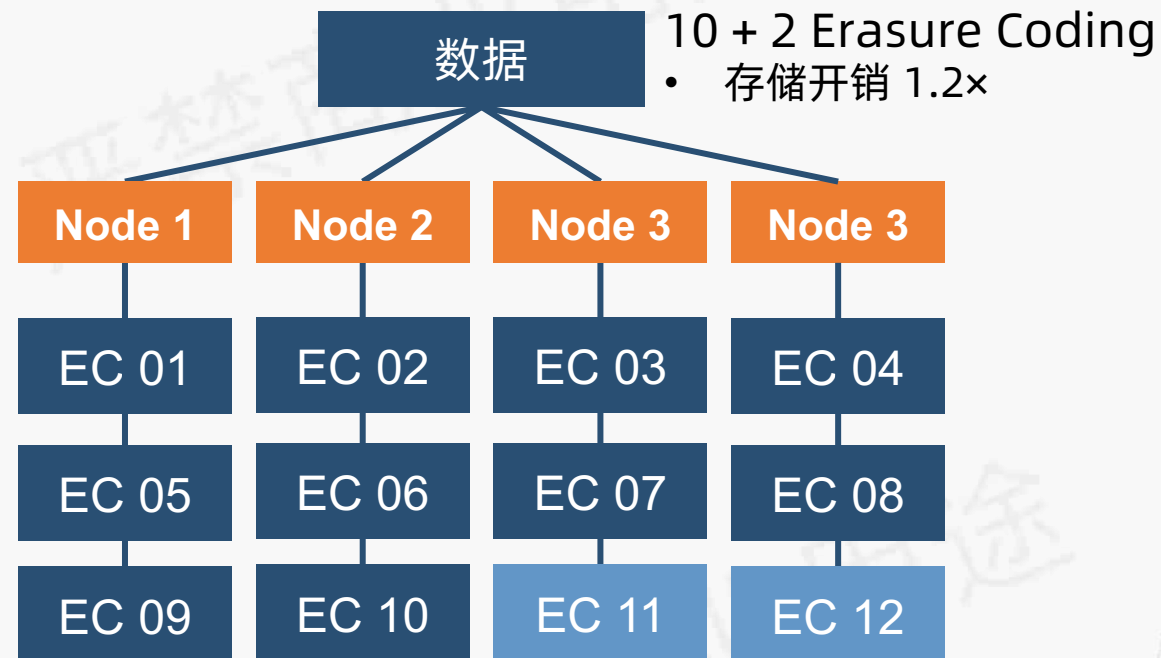 数据
10 + 2 Erasure Coding
• 存储开销 1.2×
Node 1 Node 2 Node 3 Node 3
EC 01 EC 02 EC 03 EC 04
EC 05 EC 06 EC 07 EC 08
EC 09 EC 10 EC 11 EC 12